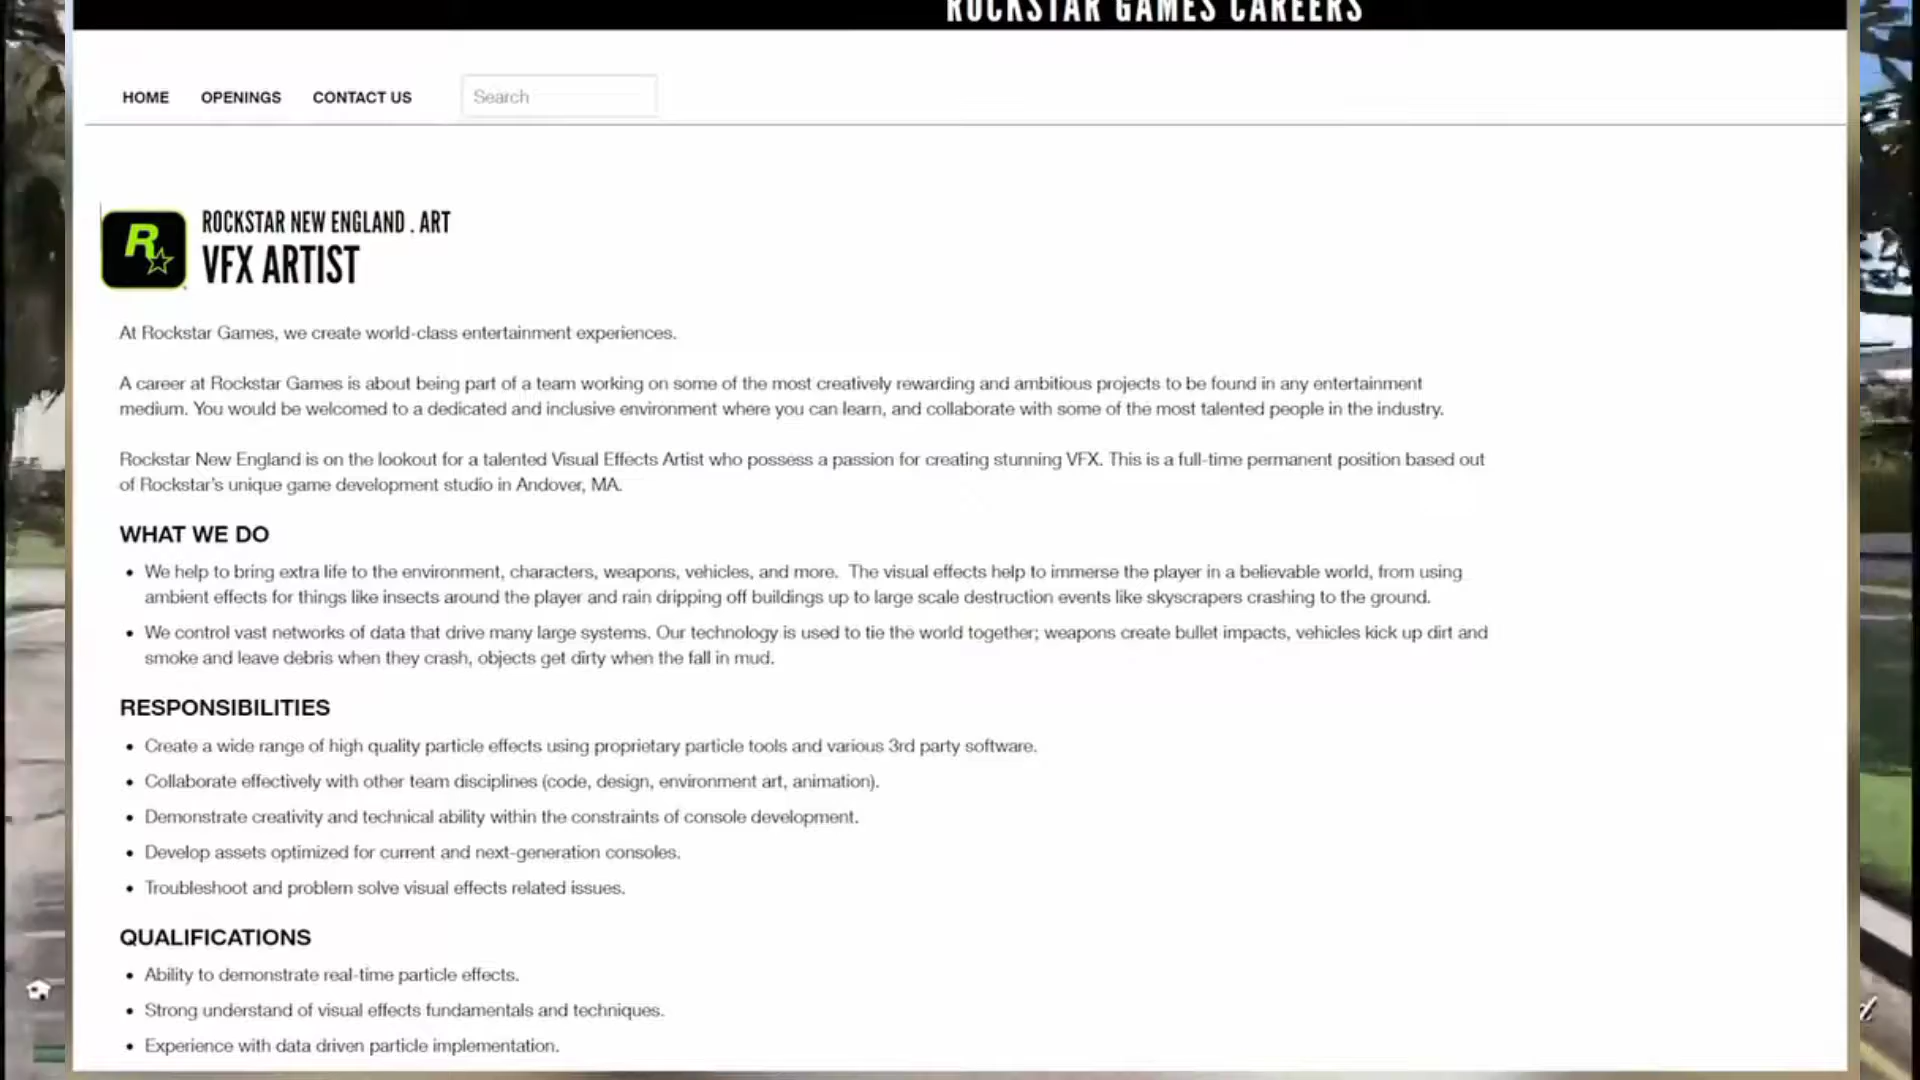 ROCKSTAR GAMES CAREERS
HOME OPENINGS CONTACT US Search
R
ROCKSTAR NEW ENGLAND . ART
VFX ARTIST
At Rockstar Games, we create world-class entertainment experiences.
A career at Rockstar Games is about being part of a team working on some of the most creatively rewarding and ambitious projects to be found in any entertainment
medium. You would be welcomed to a dedicated and inclusive environment where you can learn, and collaborate with some of the most talented people in the industry.
Rockstar New England is on the lookout for a talented Visual Effects Artist who possess a passion for creating stunning VFX. This is a full-time permanent position based out
of Rockstar's unique game development studio in Andover, MA.
WHAT WE DO
• We help to bring extra life to the environment, characters, weapons, vehicles, and more. The visual effects help to immerse the player in a believable world, from using
ambient effects for things like insects around the player and rain dripping off buildings up to large scale destruction events like skyscrapers crashing to the ground.
• We control vast networks of data that drive many large systems. Our technology is used to tie the world together; weapons create bullet impacts, vehicles kick up dirt and
smoke and leave debris when they crash, objects get dirty when the fall in mud.
RESPONSIBILITIES
• Create a wide range of high quality particle effects using proprietary particle tools and various 3rd party software.
• Collaborate effectively with other team disciplines (code, design, environment art, animation).
• Demonstrate creativity and technical ability within the constraints of console development.
• Develop assets optimized for current and next-generation consoles.
• Troubleshoot and problem solve visual effects related issues.
QUALIFICATIONS
• Ability to demonstrate real-time particle effects.
• Strong understand of visual effects fundamentals and techniques.
• Experience with data driven particle implementation.